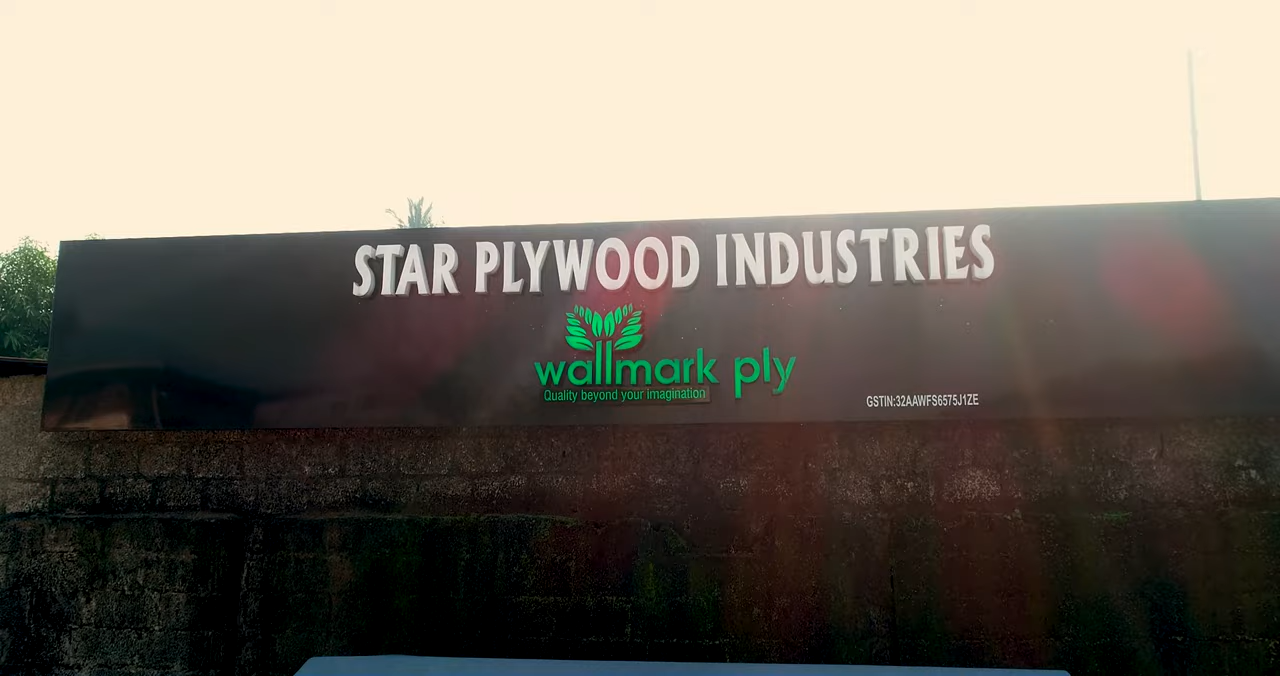 STAR PLYWOOD INDUSTRIES
wallmark ply
Quality beyond your imagination
GSTIN:32AAWFS6575J1ZE